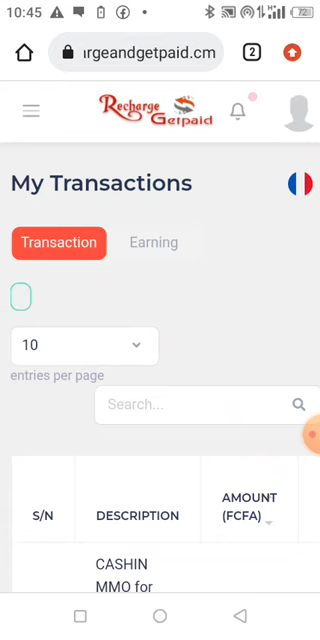 10:45
72
ırgeandgetpaid.cm
2
Recharge
Getpaid
My Transactions
Transaction
Earning
10
entries per page
Search...
S/N
DESCRIPTION
AMOUNT
(FCFA)
CASHIN
MMO for